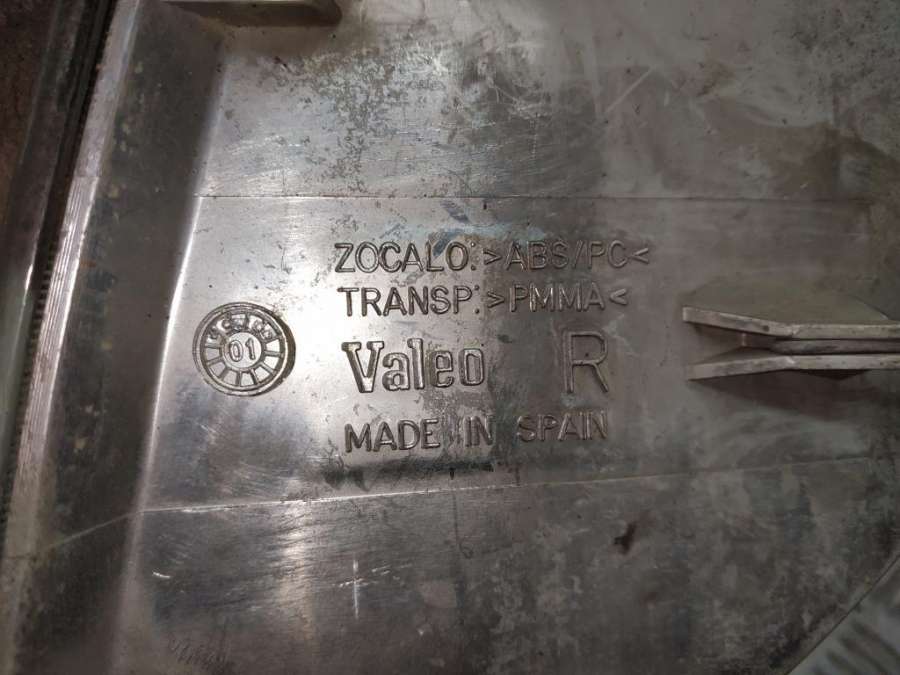 ZOCALO:>ABS/PC<
TRANSP:>PMMA<
Valeo R
MADE IN SPAIN
01